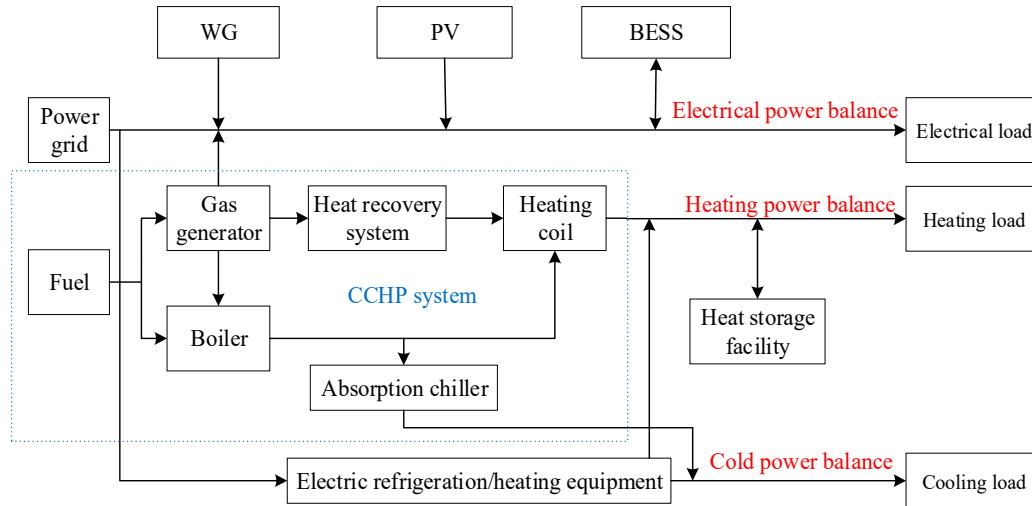 WG
PV
BESS
Power
grid
Electrical power balance
Electrical load
Gas
generator
Heat recovery
system
Heating
coil
Heating power balance
Heating load
Fuel
CCHP system
Boiler
Heat storage
facility
Absorption chiller
Electric refrigeration/heating equipment
Cold power balance
Cooling load